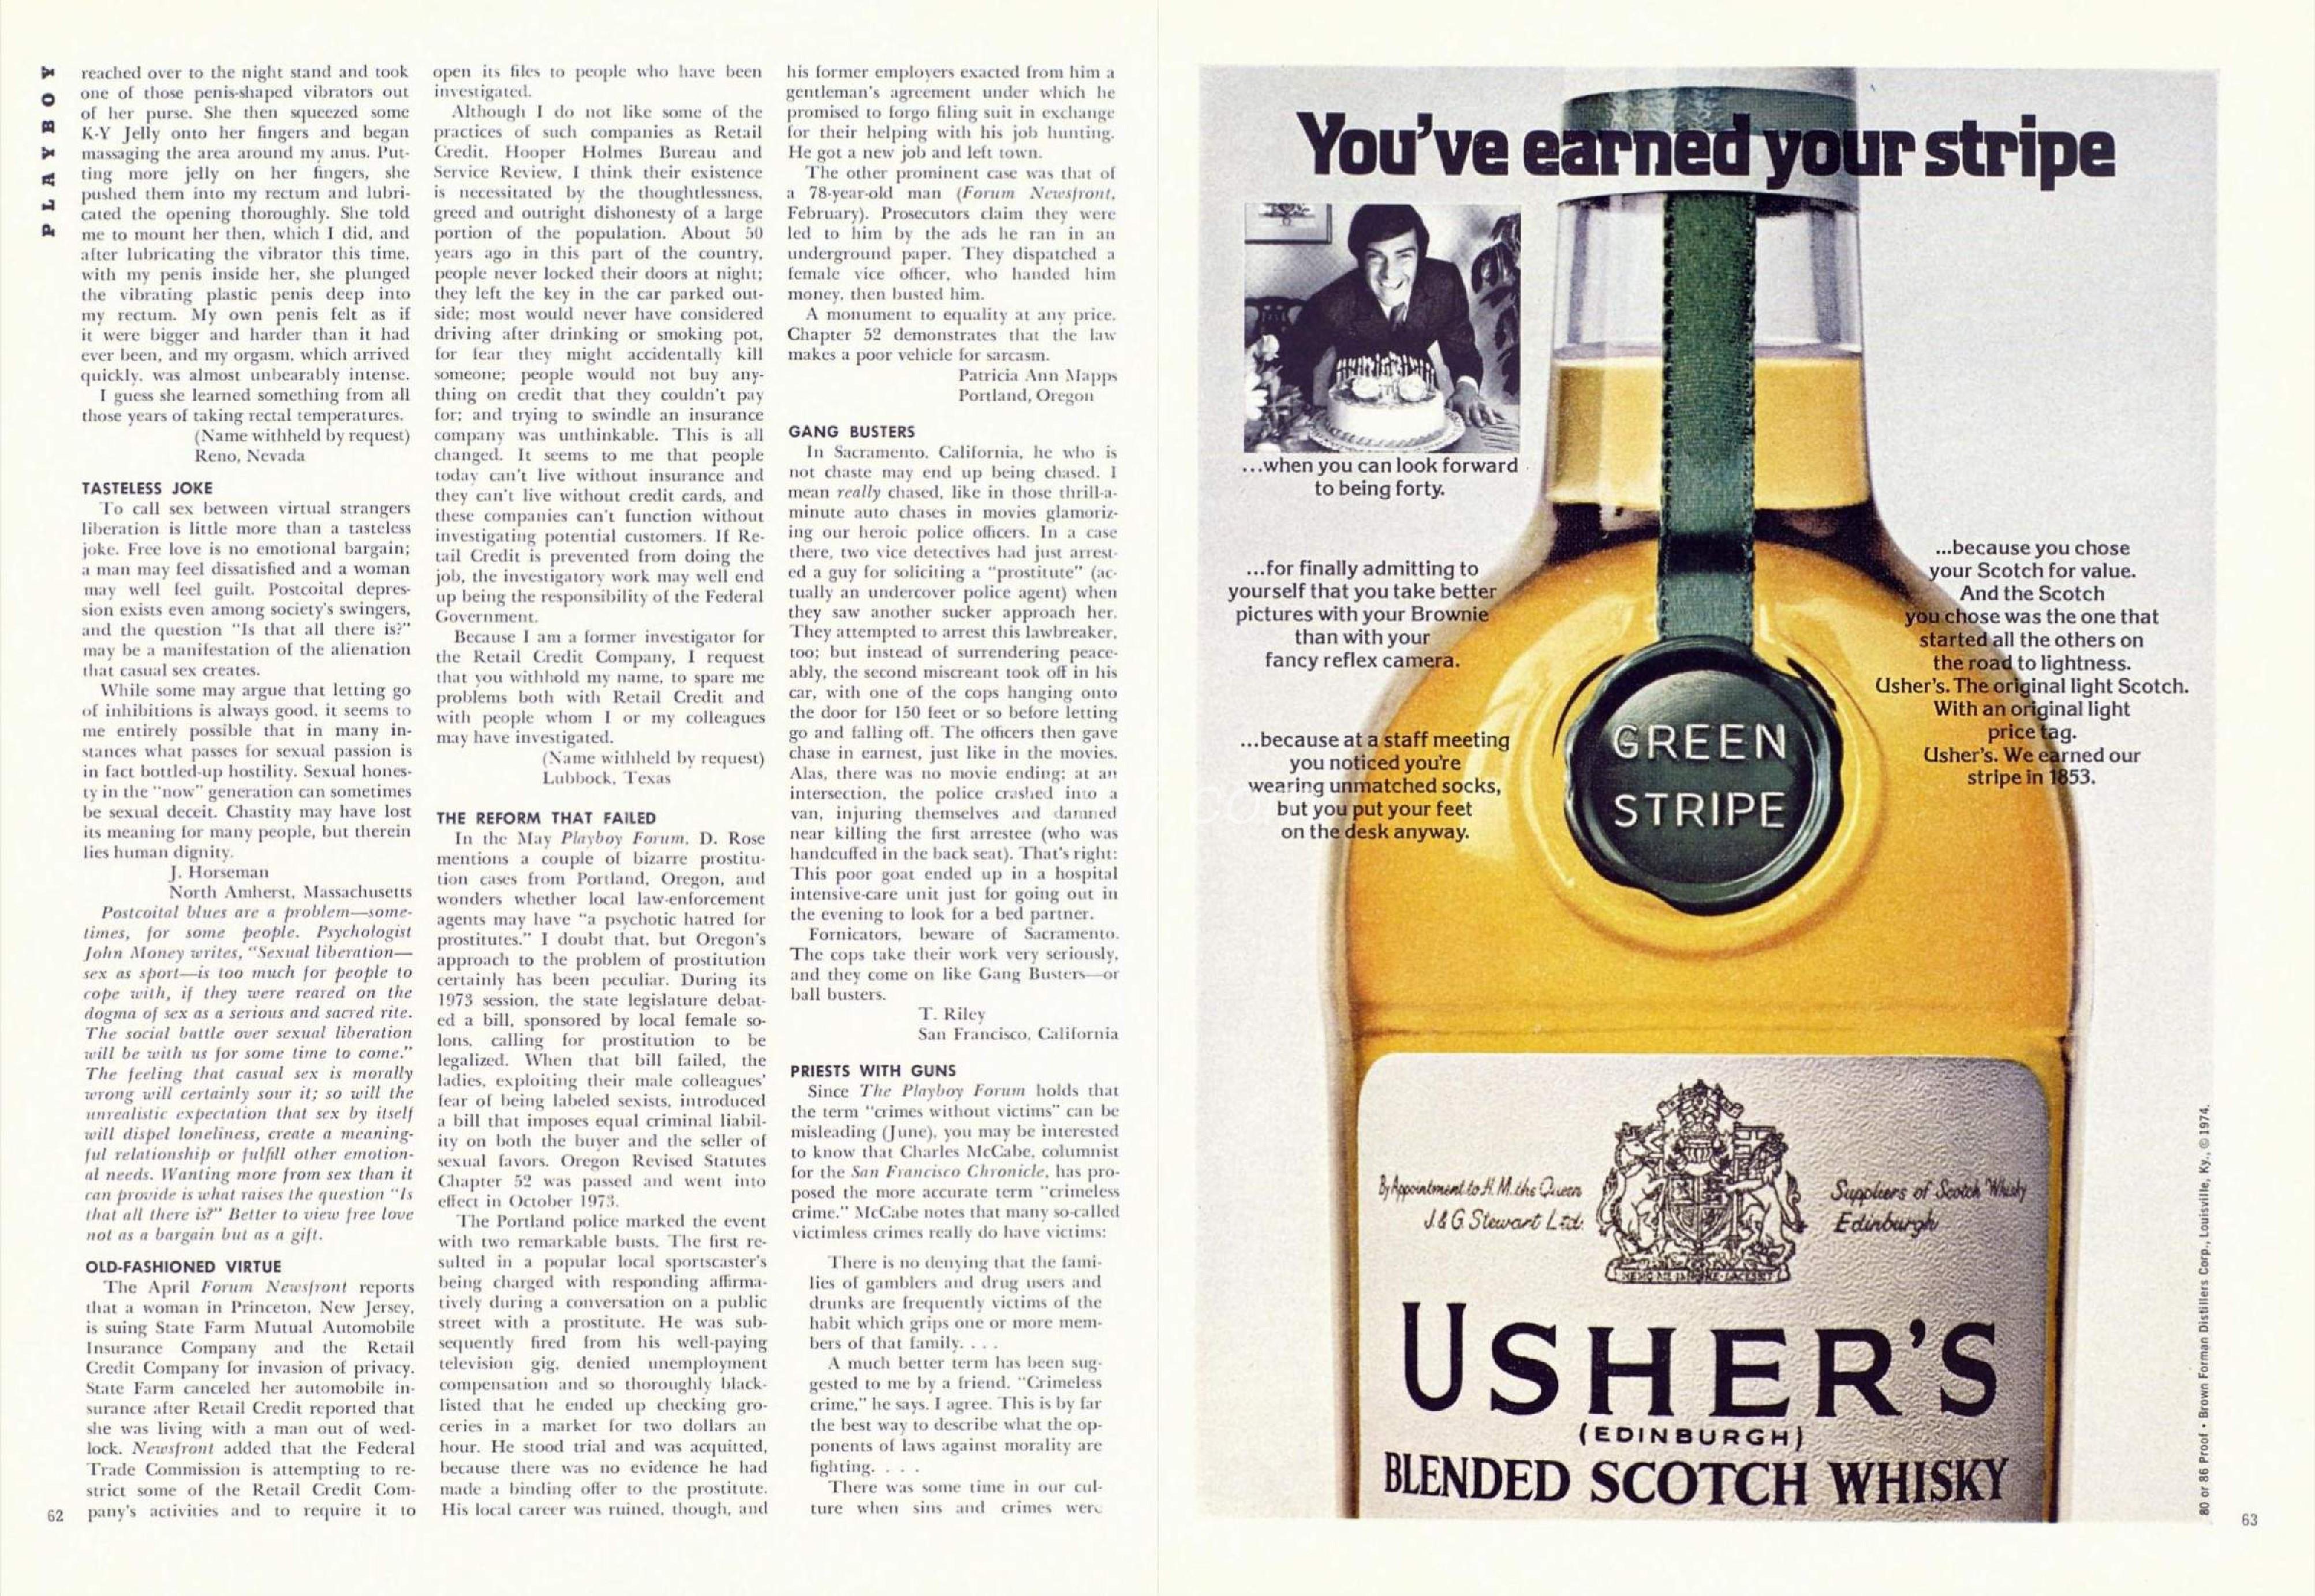 PLAYBOY
reached over to the night stand and took
one of those penis-shaped vibrators out
of her purse. She then squeezed some
K-Y Jelly onto her fingers and began
massaging the area around my anus. Put-
ting more jelly on her fingers, she
pushed them into my rectum and lubri-
cated the opening thoroughly. She told
me to mount her then, which I did, and
after lubricating the vibrator this time,
with my penis inside her, she plunged
the vibrating plastic penis deep into
my rectum. My own penis felt as if
it were bigger and harder than it had
ever been, and my orgasm, which arrived
quickly, was almost unbearably intense.
I guess she learned something from all
those years of taking rectal temperatures.
(Name withheld by request)
Reno, Nevada
TASTELESS JOKE
To call sex between virtual strangers
liberation is little more than a tasteless
joke. Free love is no emotional bargain;
a man may feel dissatisfied and a woman
may well feel guilt. Postcoital depres-
sion exists even among society's swingers,
and the question "Is that all there is?"
may be a manifestation of the alienation
that casual sex creates.
While some may argue that letting go
of inhibitions is always good, it seems to
me entirely possible that in many in-
stances what passes for sexual passion is
in fact bottled-up hostility. Sexual hones-
ty in the "now" generation can sometimes
be sexual deceit. Chastity may have lost
its meaning for many people, but therein
lies human dignity.
J. Horseman
North Amherst, Massachusetts
Postcoital blues are a problem—some-
times, for some people. Psychologist
John Money writes, "Sexual liberation—
sex as sport—is too much for people to
cope with, if they were reared on the
dogma of sex as a serious and sacred rite.
The social battle over sexual liberation
will be with us for some time to come."
The feeling that casual sex is morally
wrong will certainly sour it; so will the
unrealistic expectation that sex by itself
will dispel loneliness, create a meaning-
ful relationship or fulfill other emotion-
al needs. Wanting more from sex than it
can provide is what raises the question "Is
that all there is?" Better to view free love
not as a bargain but as a gift.
OLD-FASHIONED VIRTUE
The April Forum Newsfront reports
that a woman in Princeton, New Jersey,
is suing State Farm Mutual Automobile
Insurance Company and the Retail
Credit Company for invasion of privacy.
State Farm canceled her automobile in-
surance after Retail Credit reported that
she was living with a man out of wed-
lock. Newsfront added that the Federal
Trade Commission is attempting to re-
strict some of the Retail Credit Com-
pany's activities and to require it to
62
open its files to people who have been
investigated.
Although I do not like some of the
practices of such companies as Retail
Credit, Hooper Holmes Bureau and
Service Review, I think their existence
is necessitated by the thoughtlessness,
greed and outright dishonesty of a large
portion of the population. About 50
years ago in this part of the country,
people never locked their doors at night;
they left the key in the car parked out-
side; most would never have considered
driving after drinking or smoking pot,
for fear they might accidentally kill
someone; people would not buy any-
thing on credit that they couldn't pay
for; and trying to swindle an insurance
company was unthinkable. This is all
changed. It seems to me that people
today can't live without insurance and
they can't live without credit cards, and
these companies can't function without
investigating potential customers. If Re-
tail Credit is prevented from doing the
job, the investigatory work may well end
up being the responsibility of the Federal
Government.
Because I am a former investigator for
the Retail Credit Company, I request
that you withhold my name, to spare me
problems both with Retail Credit and
with people whom I or my colleagues
may have investigated.
(Name withheld by request)
Lubbock, Texas
THE REFORM THAT FAILED
In the May Playboy Forum, D. Rose
mentions a couple of bizarre prostitu-
tion cases from Portland, Oregon, and
wonders whether local law-enforcement
agents may have "a psychotic hatred for
prostitutes." I doubt that, but Oregon's
approach to the problem of prostitution
certainly has been peculiar. During its
1973 session, the state legislature debat-
ed a bill, sponsored by local female so-
lons, calling for prostitution to be
legalized. When that bill failed, the
ladies, exploiting their male colleagues'
fear of being labeled sexists, introduced
a bill that imposes equal criminal liabil-
ity on both the buyer and the seller of
sexual favors. Oregon Revised Statutes
Chapter 52 was passed and went into
effect in October 1973.
The Portland police marked the event
with two remarkable busts. The first re-
sulted in a popular local sportscaster's
being charged with responding affirma-
tively during a conversation on a public
street with a prostitute. He was sub-
sequently fired from his well-paying
television gig, denied unemployment
compensation and so thoroughly black-
listed that he ended up checking gro-
ceries in a market for two dollars an
hour. He stood trial and was acquitted,
because there was no evidence he had
made a binding offer to the prostitute.
His local career was ruined, though, and
his former employers exacted from him a
gentleman's agreement under which he
promised to forgo filing suit in exchange
for their helping with his job hunting.
He got a new job and left town.
The other prominent case was that of
a 78-year-old man (Forum Newsfront,
February). Prosecutors claim they were
led to him by the ads he ran in an
underground paper. They dispatched a
female vice officer, who handed him
money, then busted him.
A monument to equality at any price,
Chapter 52 demonstrates that the law
makes a poor vehicle for sarcasm.
Patricia Ann Mapps
Portland, Oregon
GANG BUSTERS
In Sacramento, California, he who is
not chaste may end up being chased. I
mean really chased, like in those thrill-a-
minute auto chases in movies glamoriz-
ing our heroic police officers. In a case
there, two vice detectives had just arrest-
ed a guy for soliciting a "prostitute" (ac-
tually an undercover police agent) when
they saw another sucker approach her.
They attempted to arrest this lawbreaker,
too; but instead of surrendering peace-
ably, the second miscreant took off in his
car, with one of the cops hanging onto
the door for 150 feet or so before letting
go and falling off. The officers then gave
chase in earnest, just like in the movies.
Alas, there was no movie ending; at an
intersection, the police crashed into a
van, injuring themselves and damned
near killing the first arrestee (who was
handcuffed in the back seat). That's right:
This poor goat ended up in a hospital
intensive-care unit just for going out in
the evening to look for a bed partner.
Fornicators, beware of Sacramento.
The cops take their work very seriously,
and they come on like Gang Busters—or
ball busters.
T. Riley
San Francisco, California
PRIESTS WITH GUNS
Since The Playboy Forum holds that
the term "crimes without victims" can be
misleading (June), you may be interested
to know that Charles McCabe, columnist
for the San Francisco Chronicle, has pro-
posed the more accurate term "crimeless
crime." McCabe notes that many so-called
victimless crimes really do have victims:
There is no denying that the fami-
lies of gamblers and drug users and
drunks are frequently victims of the
habit which grips one or more mem-
bers of that family. . . .
A much better term has been sug-
gested to me by a friend. "Crimeless
crime," he says. I agree. This is by far
the best way to describe what the op-
ponents of laws against morality are
fighting. . . .
There was some time in our cul-
ture when sins and crimes were
You've earned your stripe
...when you can look forward
to being forty.
...for finally admitting to
yourself that you take better
pictures with your Brownie
than with your
fancy reflex camera.
...because at a staff meeting
you noticed you're
wearing unmatched socks,
but you put your feet
on the desk anyway.
...because you chose
your Scotch for value.
And the Scotch
you chose was the one that
started all the others on
the road to lightness.
Usher's. The original light Scotch.
With an original light
price tag.
Usher's. We earned our
stripe in 1853.
GREEN
STRIPE
By Appointment to H. M. the Queen
J. & G. Stewart Ltd.
Suppliers of Scotch Whisky
Edinburgh
USHER'S
(EDINBURGH)
BLENDED SCOTCH WHISKY
80 or 86 Proof • Brown Forman Distillers Corp., Louisville, Ky., © 1974.
63